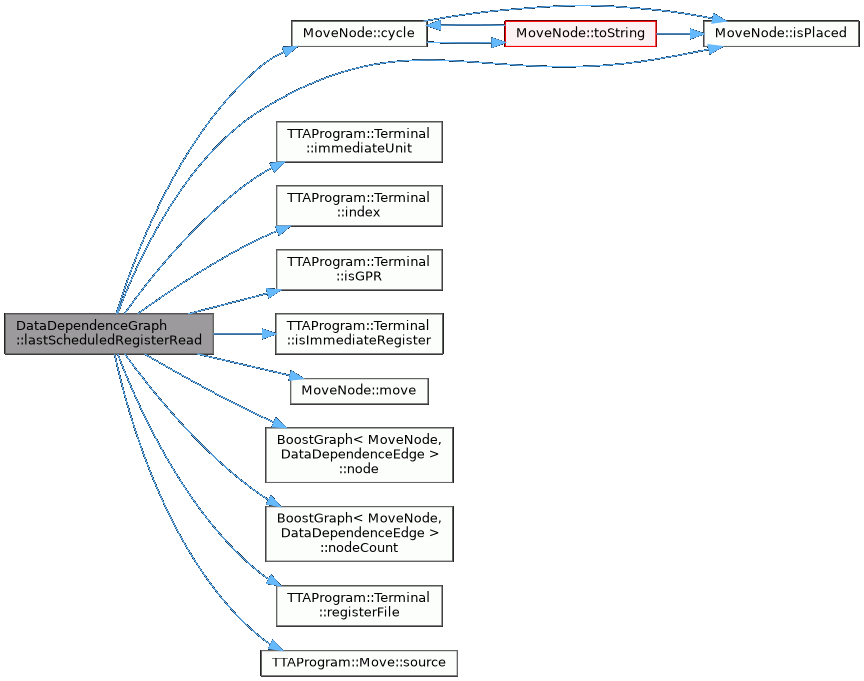 MoveNode::cycle
MoveNode::toString
MoveNode::isPlaced
TTAProgram::Terminal
::immediateUnit
TTAProgram::Terminal
::index
TTAProgram::Terminal
::isGPR
DataDependenceGraph
::lastScheduledRegisterRead
TTAProgram::Terminal
::isImmediateRegister
MoveNode::move
BoostGraph< MoveNode,
DataDependenceEdge >
::node
BoostGraph< MoveNode,
DataDependenceEdge >
::nodeCount
TTAProgram::Terminal
::registerFile
TTAProgram::Move::source